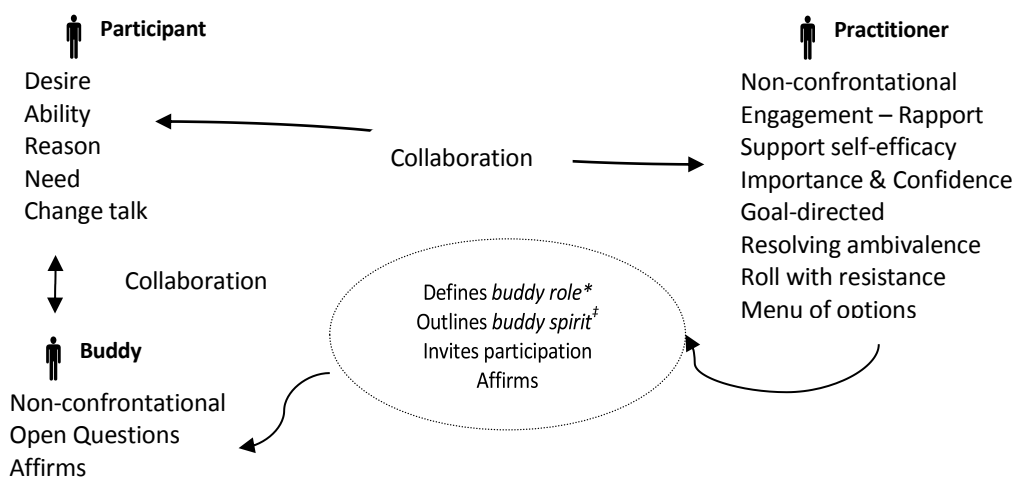 Participant
Desire
Ability
Reason
Need
Change talk
Collaboration
Practitioner
Non-confrontational
Engagement – Rapport
Support self-efficacy
Importance & Confidence
Goal-directed
Resolving ambivalence
Roll with resistance
Menu of options
Collaboration
Defines buddy role*
Outlines buddy spirit‡
Invites participation
Affirms
Buddy
Non-confrontational
Open Questions
Affirms